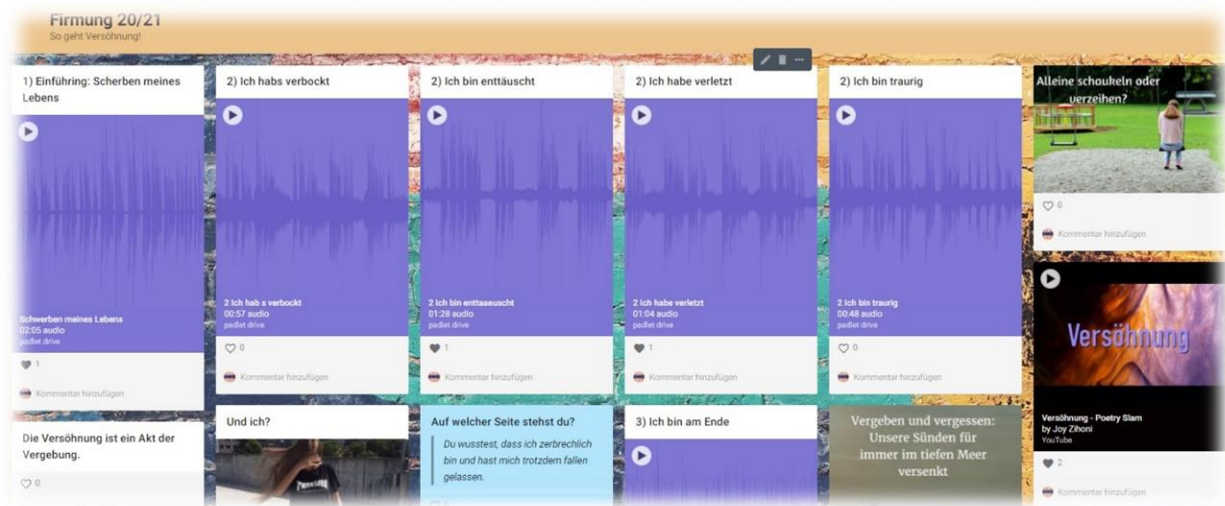 Firmung 20/21
So geht Versöhnung!
1) Einführing: Scherben meines
Lebens
Schwerben meines Lebens
02:05 audio
padlet drive
1
Kommentar hinzufügen
Die Versöhnung ist ein Akt der
Vergebung.
0
2) Ich habs verbockt
2 Ich hab s verbockt
00:57 audio
padlet drive
0
Kommentar hinzufügen
Und ich?
2) Ich bin enttäuscht
2 Ich bin enttaaeuscht
01:28 audio
padlet drive
1
Kommentar hinzufügen
Auf welcher Seite stehst du?
Du wusstest, dass ich zerbrechlich
bin und hast mich trotzdem fallen
gelassen.
2) Ich habe verletzt
2 Ich habe verletzt
01:04 audio
padlet drive
1
Kommentar hinzufügen
3) Ich bin am Ende
2) Ich bin traurig
2 Ich bin traurig
00:48 audio
padlet drive
0
Kommentar hinzufügen
Vergeben und vergessen:
Unsere Sünden für
immer im tiefen Meer
versenkt
Alleine schaukeln oder
verzeihen?
0
Kommentar hinzufügen
Versöhnung
Versöhnung - Poetry Slam
by Joy Zihoni
YouTube
2
Kommentar hinzufügen